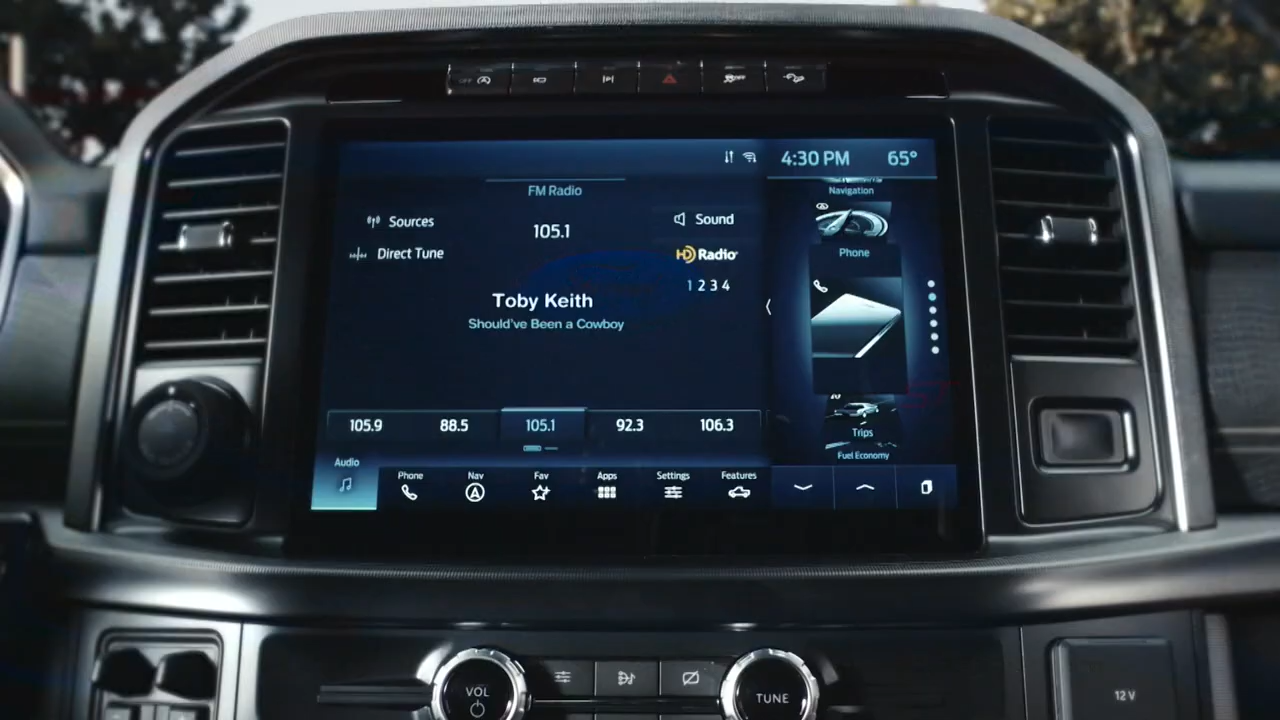 OFF
OFF
4:30 PM 65°
FM Radio
Navigation
Sources
105.1
Sound
Direct Tune
HD Radio
Phone
1 2 3 4
Toby Keith
Should've Been a Cowboy
105.9 88.5 105.1 92.3 106.3
Trips
Fuel Economy
Audio
Phone
Nav
Fav
Apps
Settings
Features
VOL
TUNE
12 V